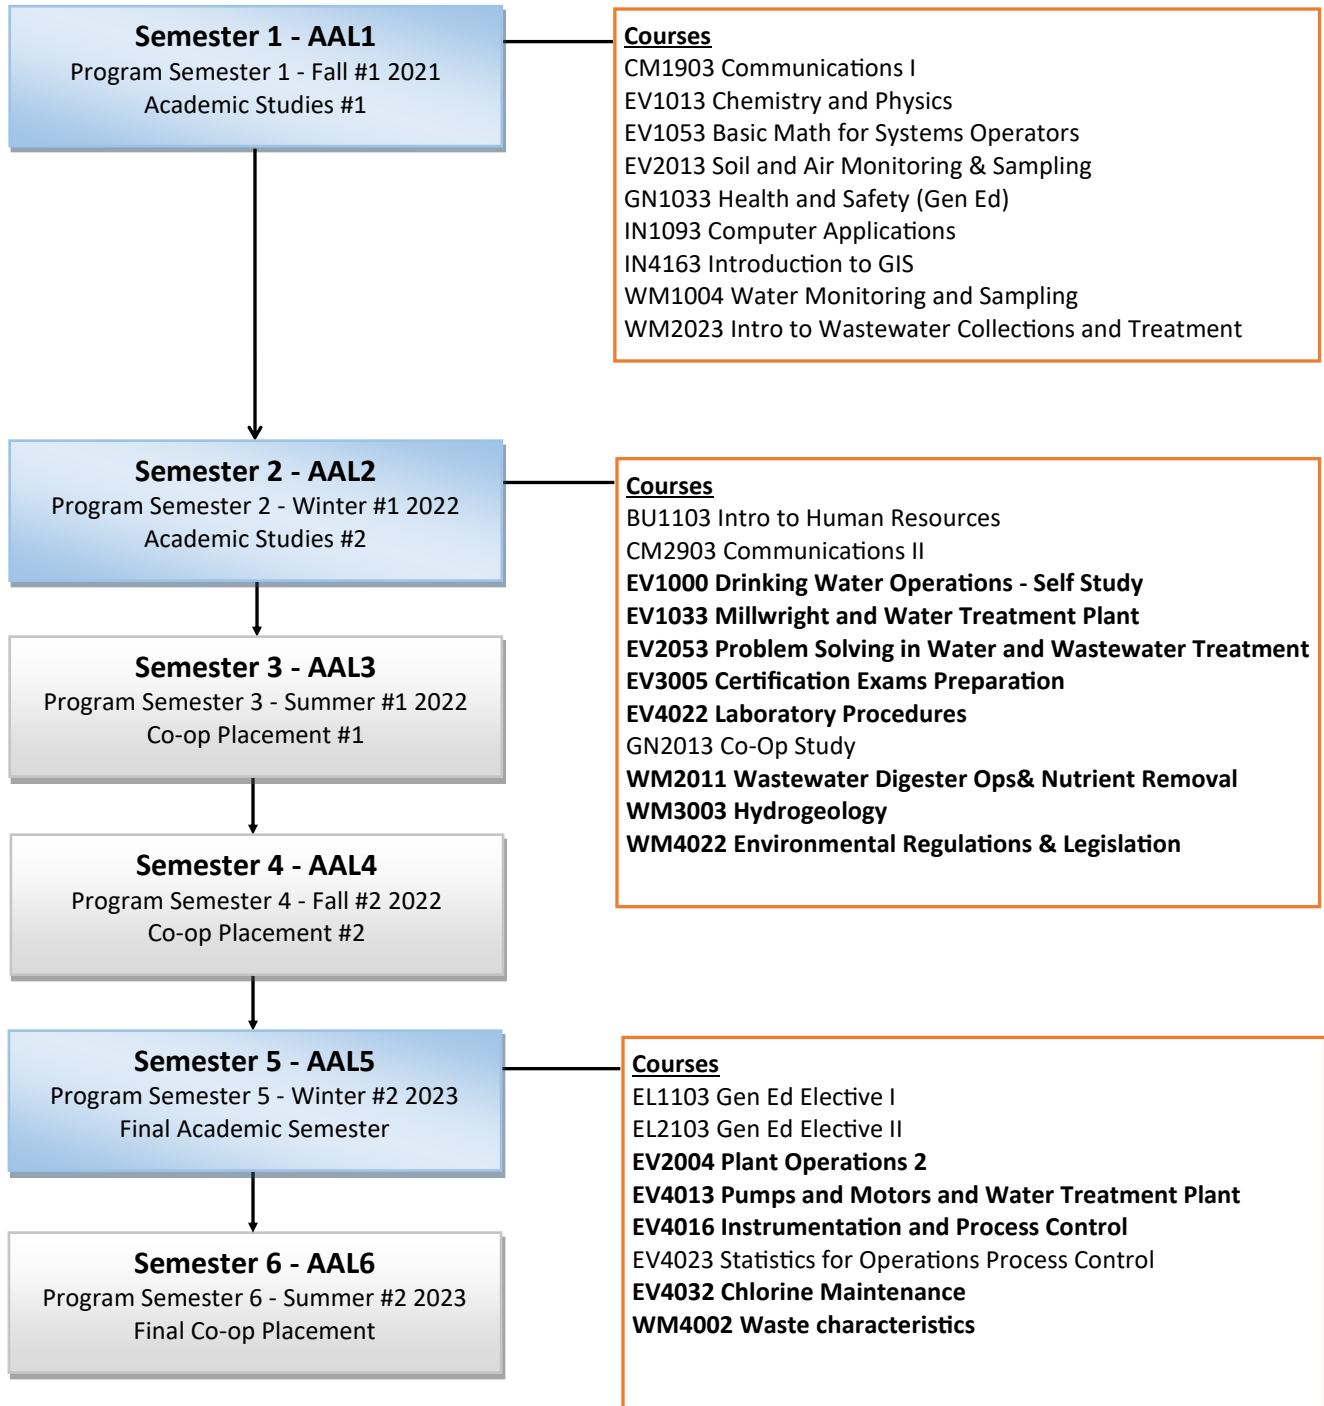 Semester 1 - AAL1
Program Semester 1 - Fall #1 2021
Academic Studies #1
Courses
CM1903 Communications I
EV1013 Chemistry and Physics
EV1053 Basic Math for Systems Operators
EV2013 Soil and Air Monitoring & Sampling
GN1033 Health and Safety (Gen Ed)
IN1093 Computer Applications
IN4163 Introduction to GIS
WM1004 Water Monitoring and Sampling
WM2023 Intro to Wastewater Collections and Treatment
Semester 2 - AAL2
Program Semester 2 - Winter #1 2022
Academic Studies #2
Courses
BU1103 Intro to Human Resources
CM2903 Communications II
EV1000 Drinking Water Operations - Self Study
EV1033 Millwright and Water Treatment Plant
EV2053 Problem Solving in Water and Wastewater Treatment
EV3005 Certification Exams Preparation
EV4022 Laboratory Procedures
GN2013 Co-Op Study
WM2011 Wastewater Digester Ops& Nutrient Removal
WM3003 Hydrogeology
WM4022 Environmental Regulations & Legislation
Semester 3 - AAL3
Program Semester 3 - Summer #1 2022
Co-op Placement #1
Semester 4 - AAL4
Program Semester 4 - Fall #2 2022
Co-op Placement #2
Semester 5 - AAL5
Program Semester 5 - Winter #2 2023
Final Academic Semester
Courses
EL1103 Gen Ed Elective I
EL2103 Gen Ed Elective II
EV2004 Plant Operations 2
EV4013 Pumps and Motors and Water Treatment Plant
EV4016 Instrumentation and Process Control
EV4023 Statistics for Operations Process Control
EV4032 Chlorine Maintenance
WM4002 Waste characteristics
Semester 6 - AAL6
Program Semester 6 - Summer #2 2023
Final Co-op Placement